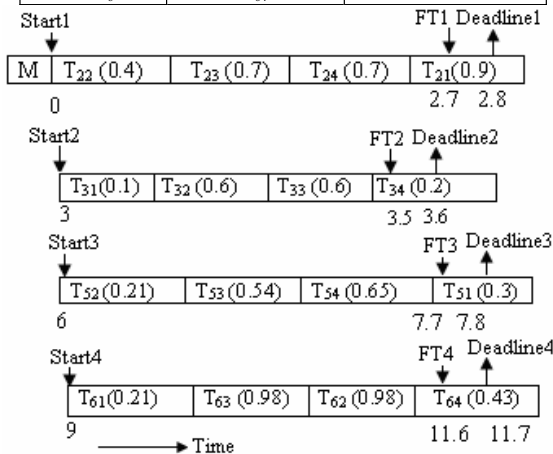 Start1 FT1 Deadline1
M T22 (0.4) T23 (0.7) T24 (0.7) T21(0.9)
0 2.7 2.8
Start2 FT2 Deadline2
T31(0.1) T32 (0.6) T33 (0.6) T34 (0.2)
3 3.5 3.6
Start3 FT3 Deadline3
T52 (0.21) T53 (0.54) T54 (0.65) T51(0.3)
6 7.7 7.8
Start4 FT4 Deadline4
T61(0.21) T63 (0.98) T62 (0.98) T64 (0.43)
9 11.6 11.7
Time